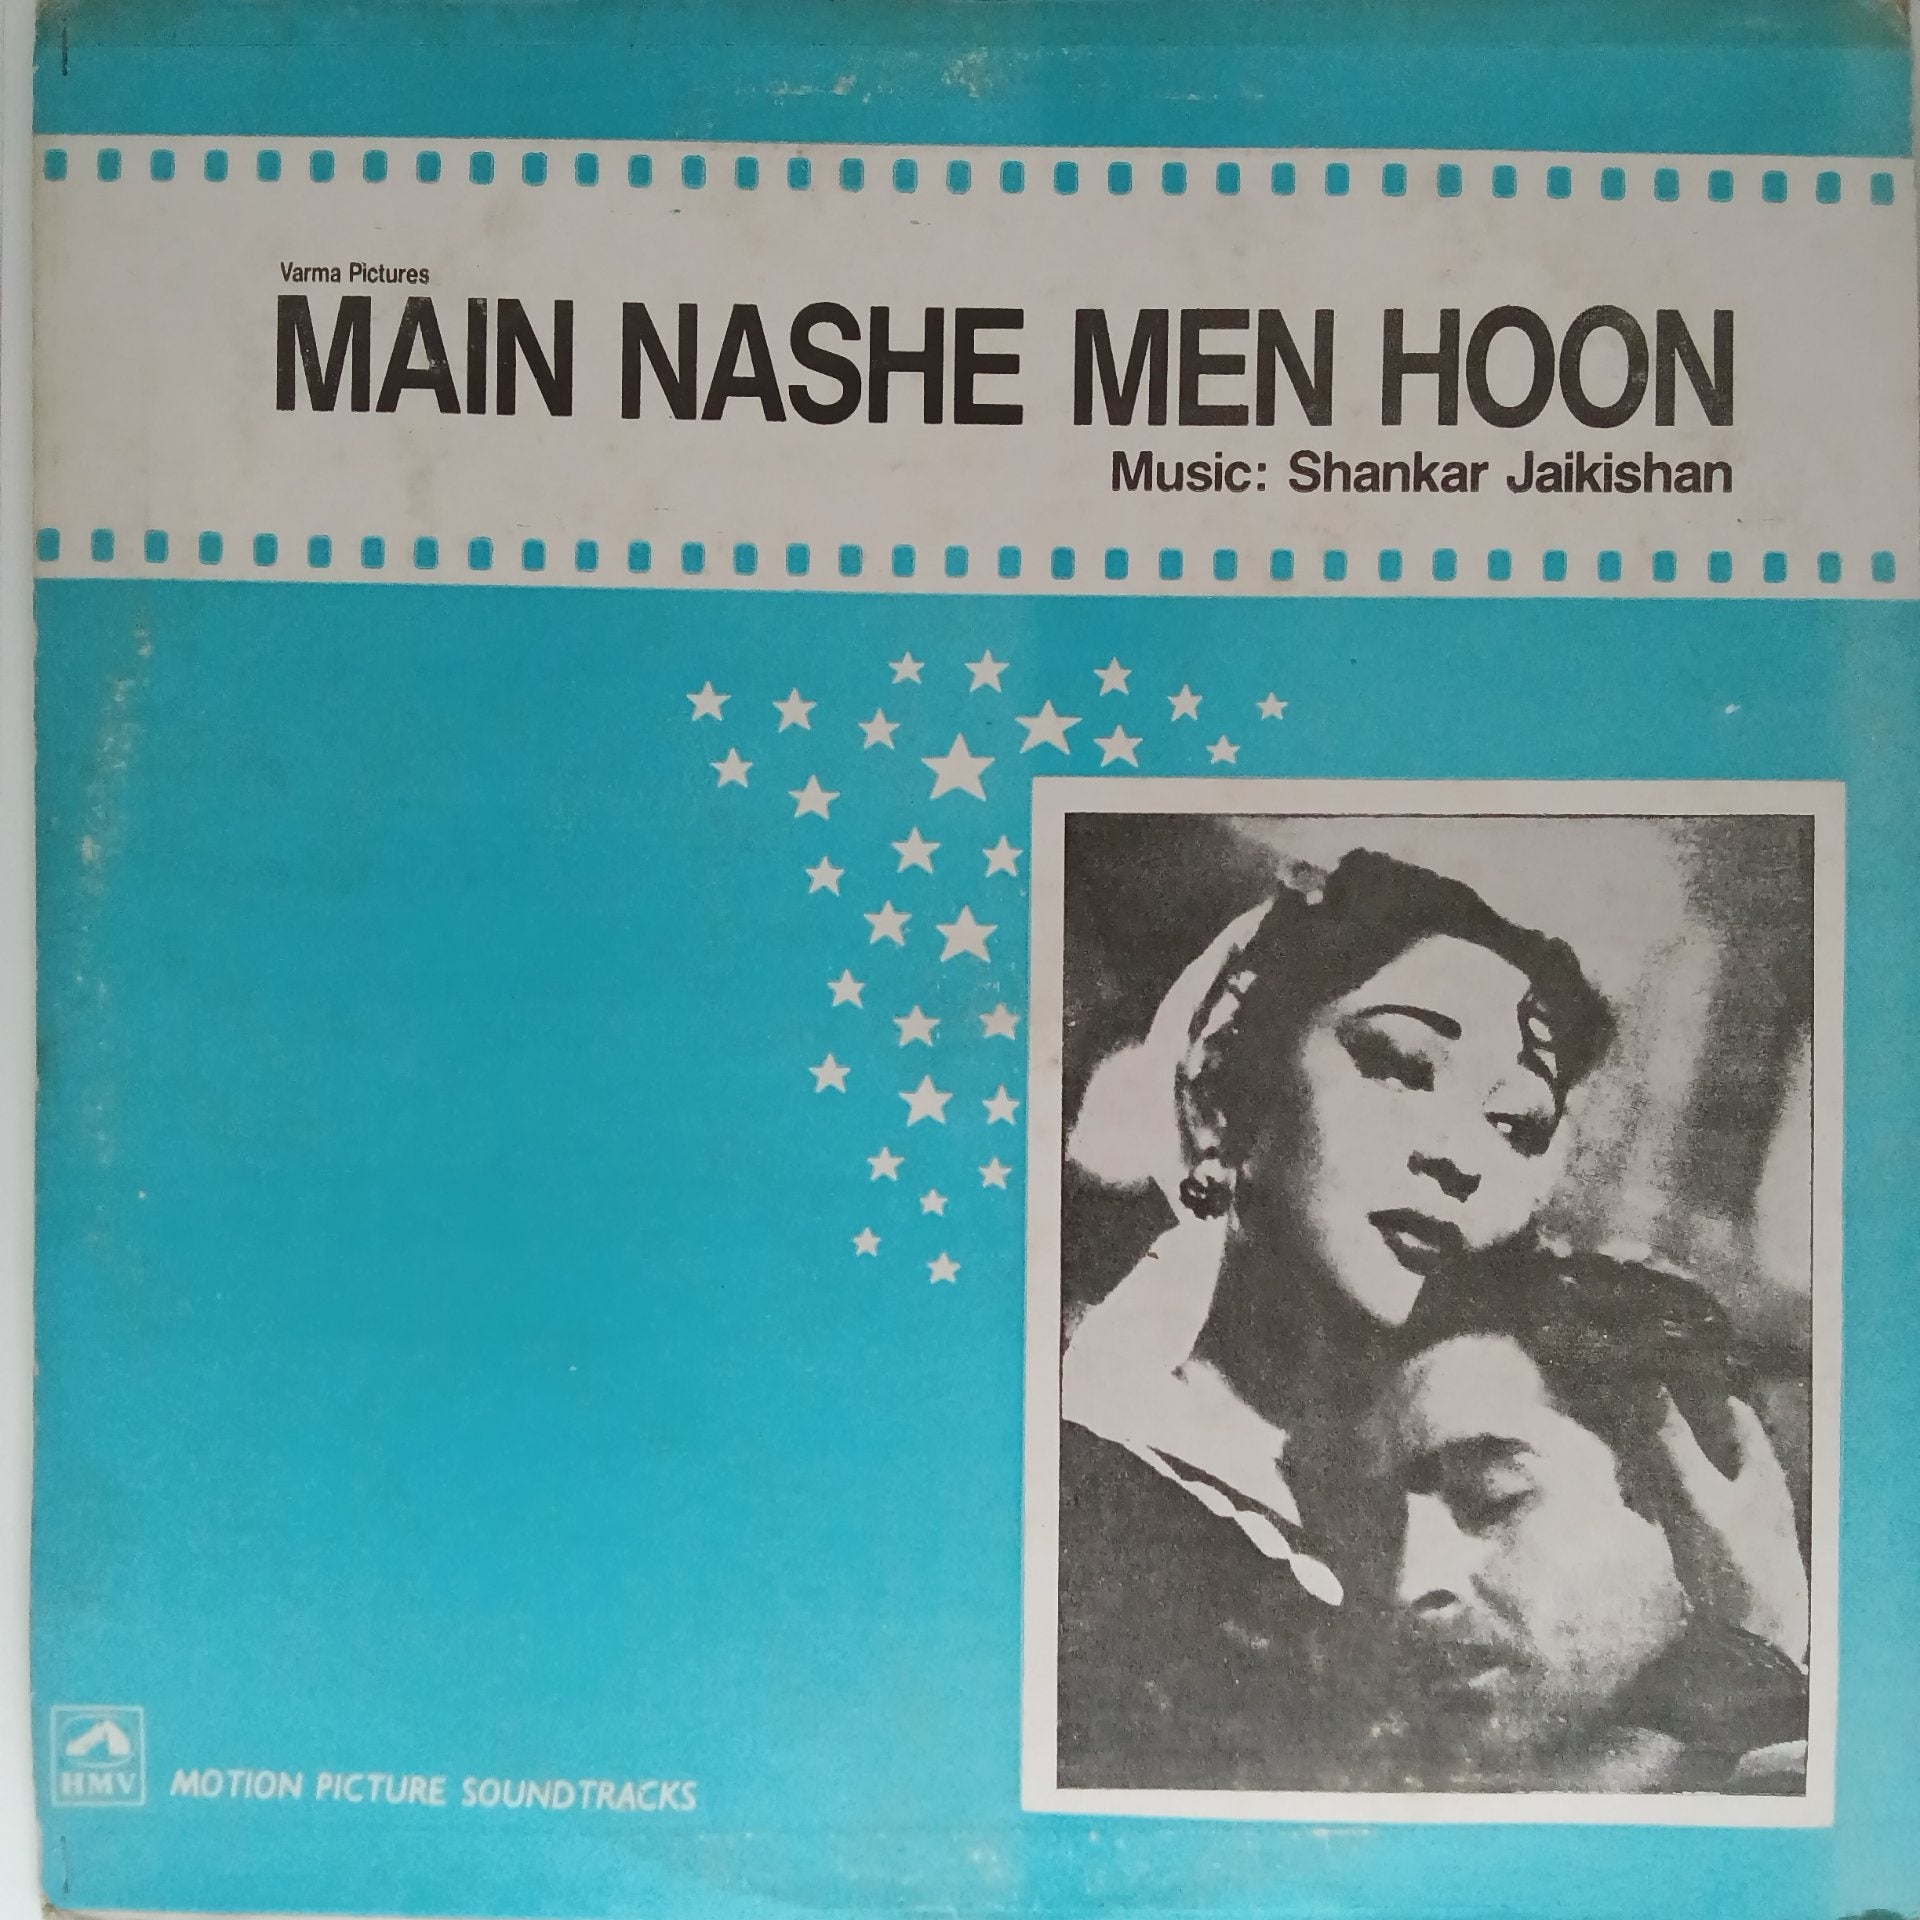 Varma Pictures
MAIN NASHE MEN HOON
Music: Shankar Jaikishan
HMV
MOTION PICTURE SOUNDTRACKS